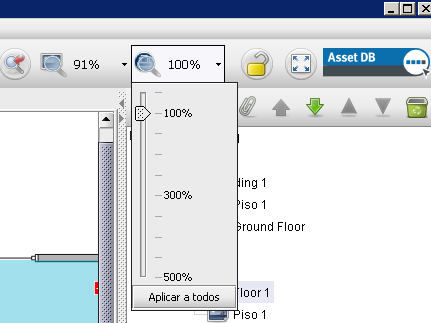 91%
100%
Asset DB
100%
300%
500%
Aplicar a todos
ding 1
Piso 1
Ground Floor
Floor 1
Piso 1